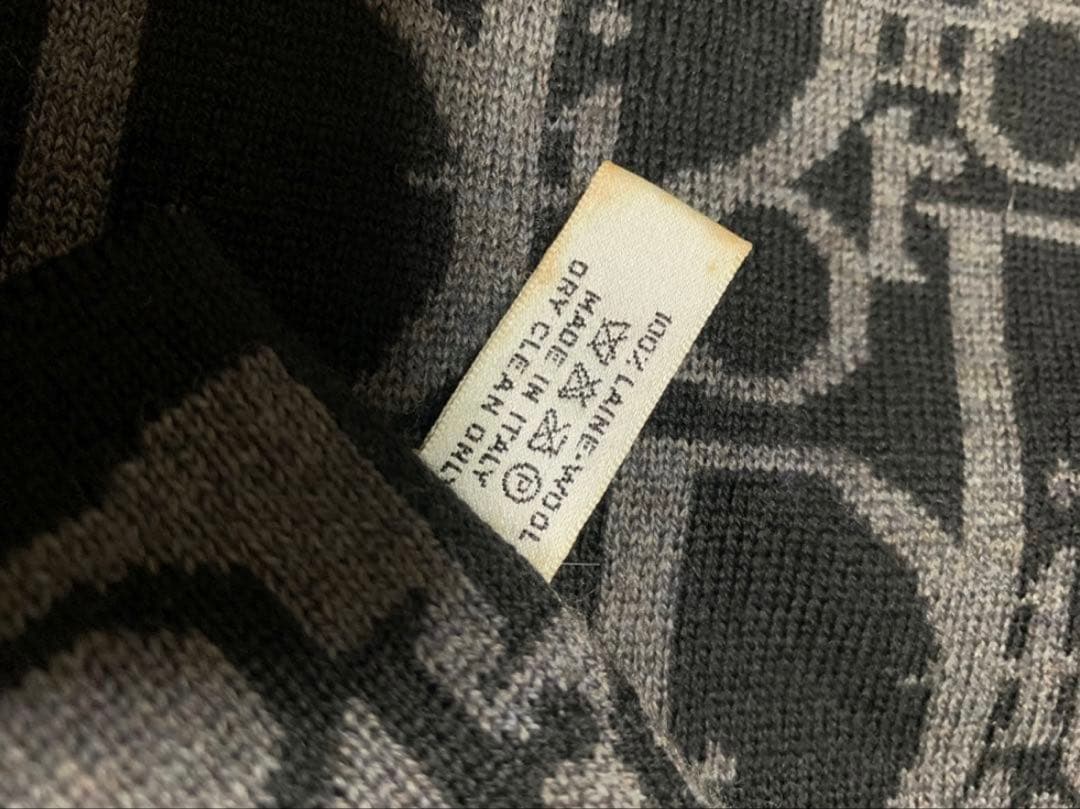 100% LAINE-WOOL
Ⓟ
MADE IN ITALY
DRY CLEAN ONLY